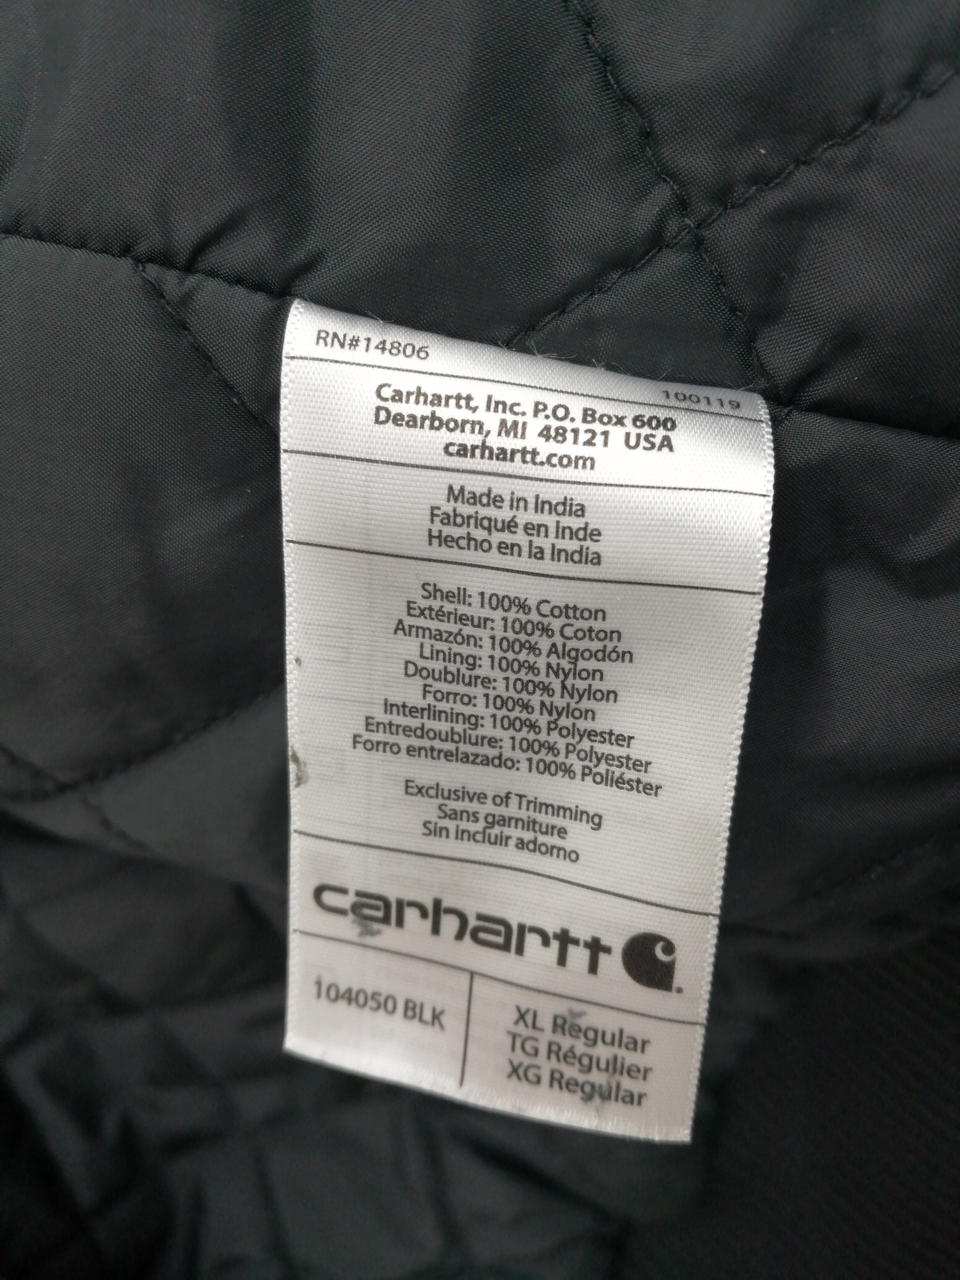 RN#14806
100119
Carhartt, Inc. P.O. Box 600
Dearborn, MI 48121 USA
carhartt.com
Made in India
Fabriqué en Inde
Hecho en la India
Shell: 100% Cotton
Extérieur: 100% Coton
Armazón: 100% Algodón
Lining: 100% Nylon
Doublure: 100% Nylon
Forro: 100% Nylon
Interlining: 100% Polyester
Entredoublure: 100% Polyester
Forro entrelazado: 100% Poliéster
Exclusive of Trimming
Sans garniture
Sin incluir adorno
carhartt
104050 BLK
XL Regular
TG Régulier
XG Regular